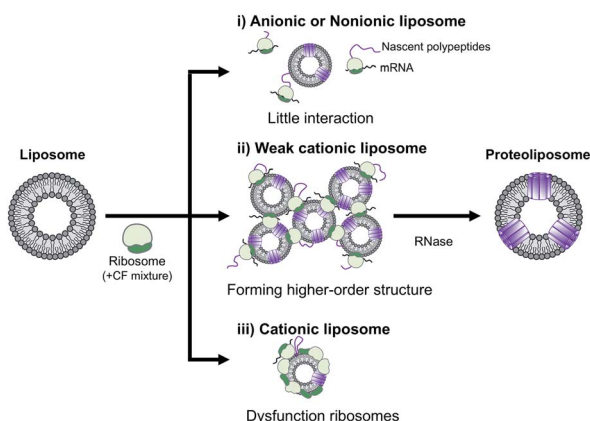 i) Anionic or Nonionic liposome
Nascent polypeptides
mRNA
Little interaction
Liposome
ii) Weak cationic liposome
Proteoliposome
Ribosome
(+CF mixture)
RNase
Forming higher-order structure
iii) Cationic liposome
Dysfunction ribosomes